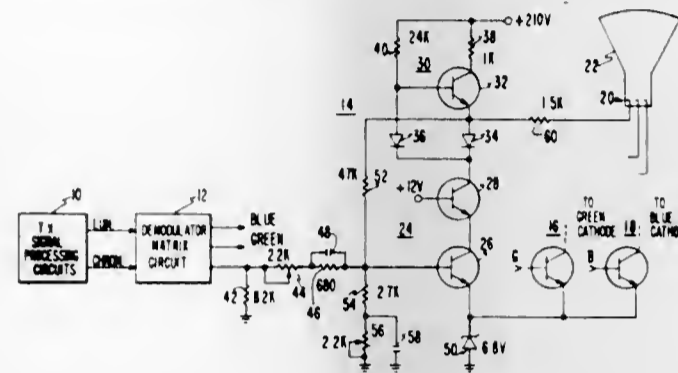 +210V
40
24K
38
30
1K
32
22
20
14
1.5K
60
36
34
47K
52
+12V
28
10
12
T V
SIGNAL
PROCESSING
CIRCUITS
LUM
CHROM
DEMODULATOR
MATRIX
CIRCUIT
BLUE
GREEN
48
24
TO
GREEN
CATHODE
TO
BLUE
16
18
2.2K
26
G
B
42
8.2K
44
680
46
54
2.7K
2.2K
56
58
50
6.8V